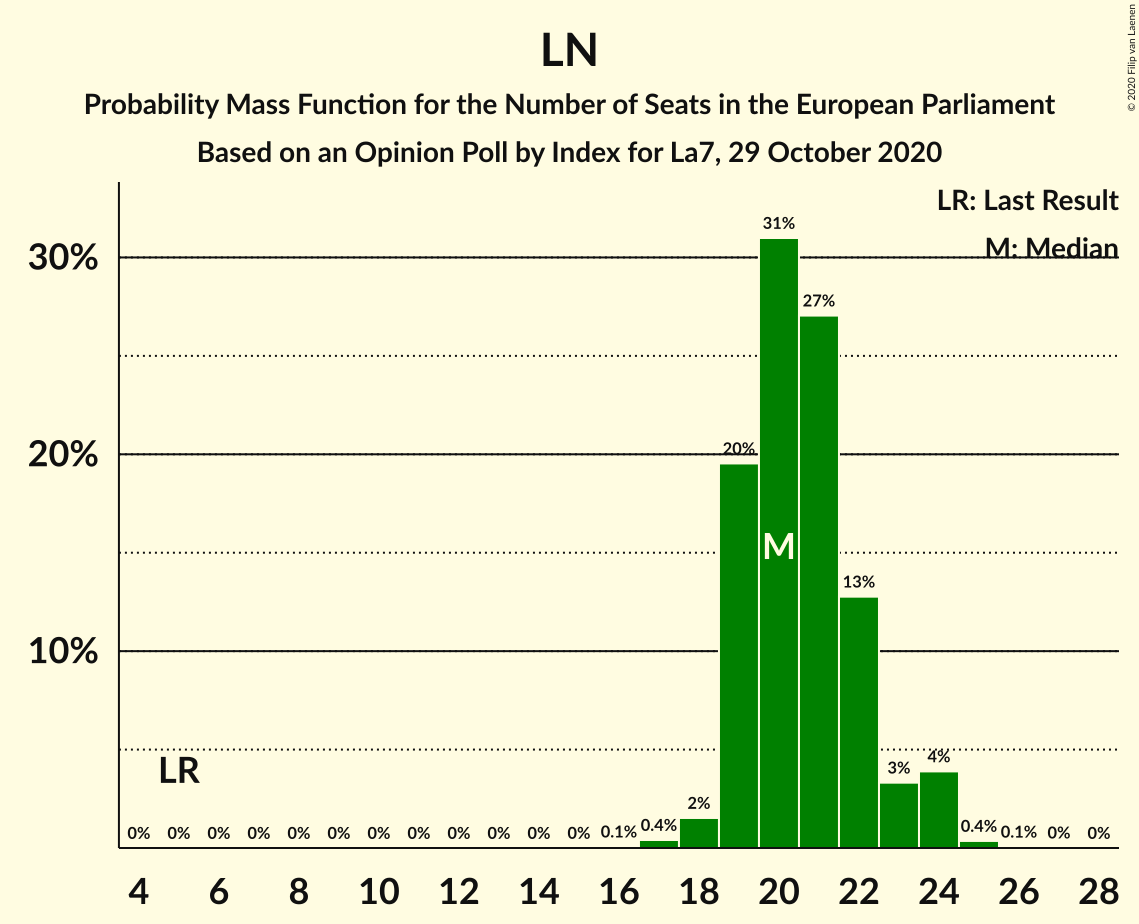 LN
Probability Mass Function for the Number of Seats in the European Parliament
Based on an Opinion Poll by Index for La7, 29 October 2020
© 2020 Filip van Laenen
LR: Last Result
M: Median
30%
20%
10%
31%
27%
20%
M
13%
LR
0% 0% 0% 0% 0% 0% 0% 0% 0% 0% 0% 0% 0.1% 0.4% 2% 3% 4% 0.4% 0.1% 0% 0%
4 6 8 10 12 14 16 18 20 22 24 26 28